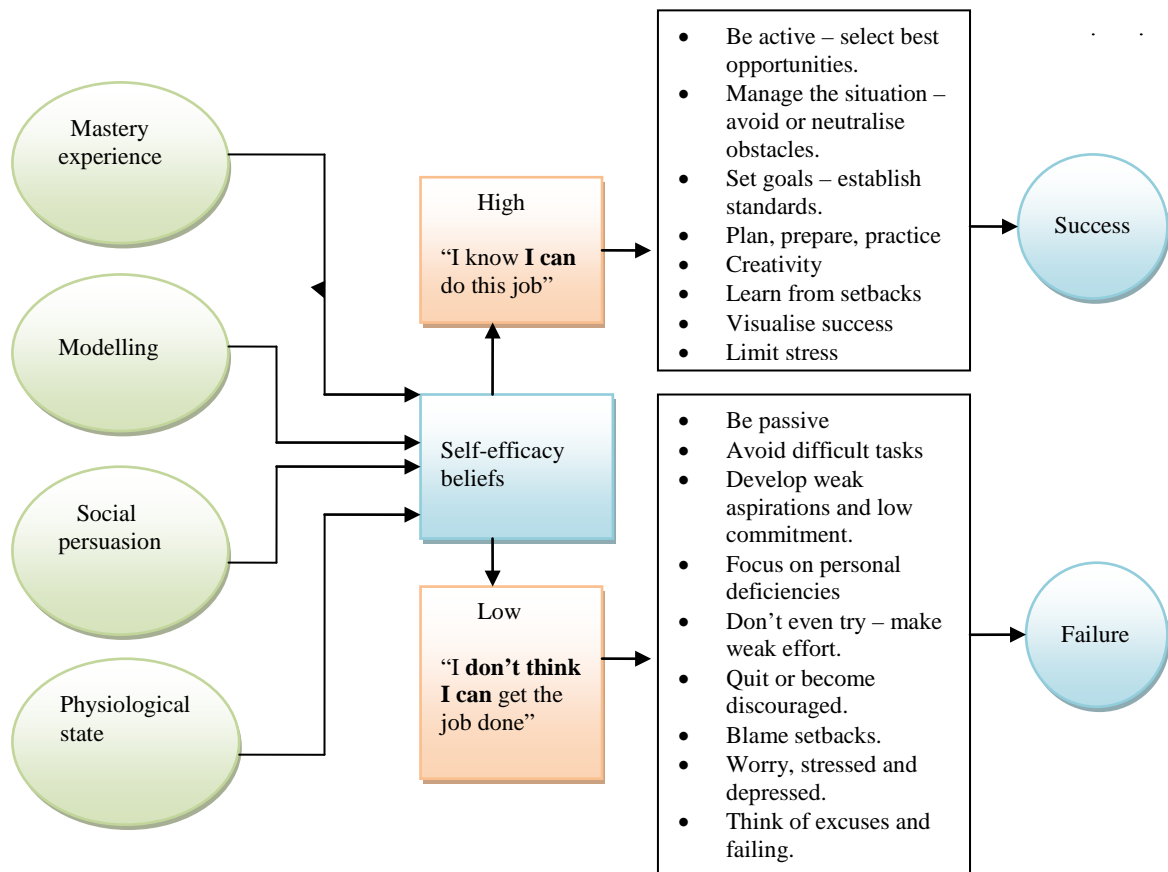 Mastery
experience
Modelling
Social
persuasion
Physiological
state
Self-efficacy
beliefs
High
“I know I can
do this job”
Low
“I don’t think
I can get the
job done”
• Be active – select best
opportunities.
• Manage the situation –
avoid or neutralise
obstacles.
• Set goals – establish
standards.
• Plan, prepare, practice
• Creativity
• Learn from setbacks
• Visualise success
• Limit stress
• Be passive
• Avoid difficult tasks
• Develop weak
aspirations and low
commitment.
• Focus on personal
deficiencies
• Don’t even try – make
weak effort.
• Quit or become
discouraged.
• Blame setbacks.
• Worry, stressed and
depressed.
• Think of excuses and
failing.
Success
Failure